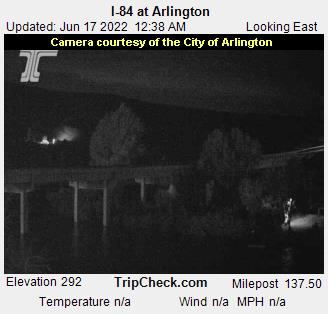 I-84 at Arlington
Updated: Jun 17 2022 12:38 AM Looking East
Camera courtesy of the City of Arlington
Elevation 292 TripCheck.com Milepost 137.50
Temperature n/a Wind n/a MPH n/a